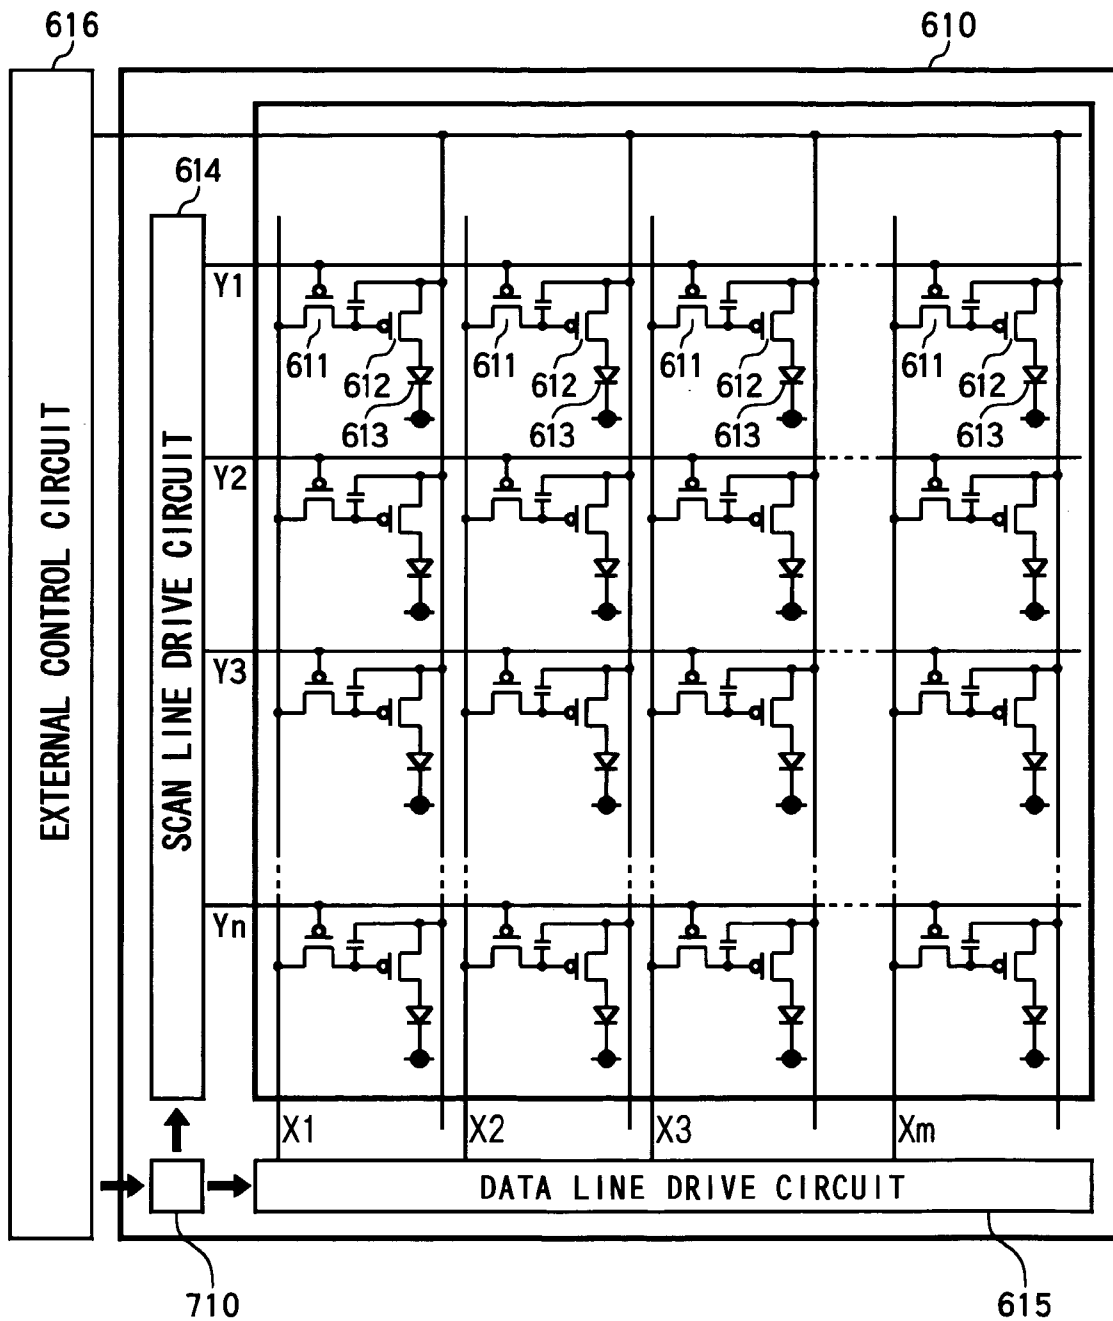 616
610
614
Y1
611
611
611
611
612
612
612
612
613
613
613
613
Y2
Y3
Yn
EXTERNAL CONTROL CIRCUIT
SCAN LINE DRIVE CIRCUIT
X1
X2
X3
Xm
DATA LINE DRIVE CIRCUIT
710
615